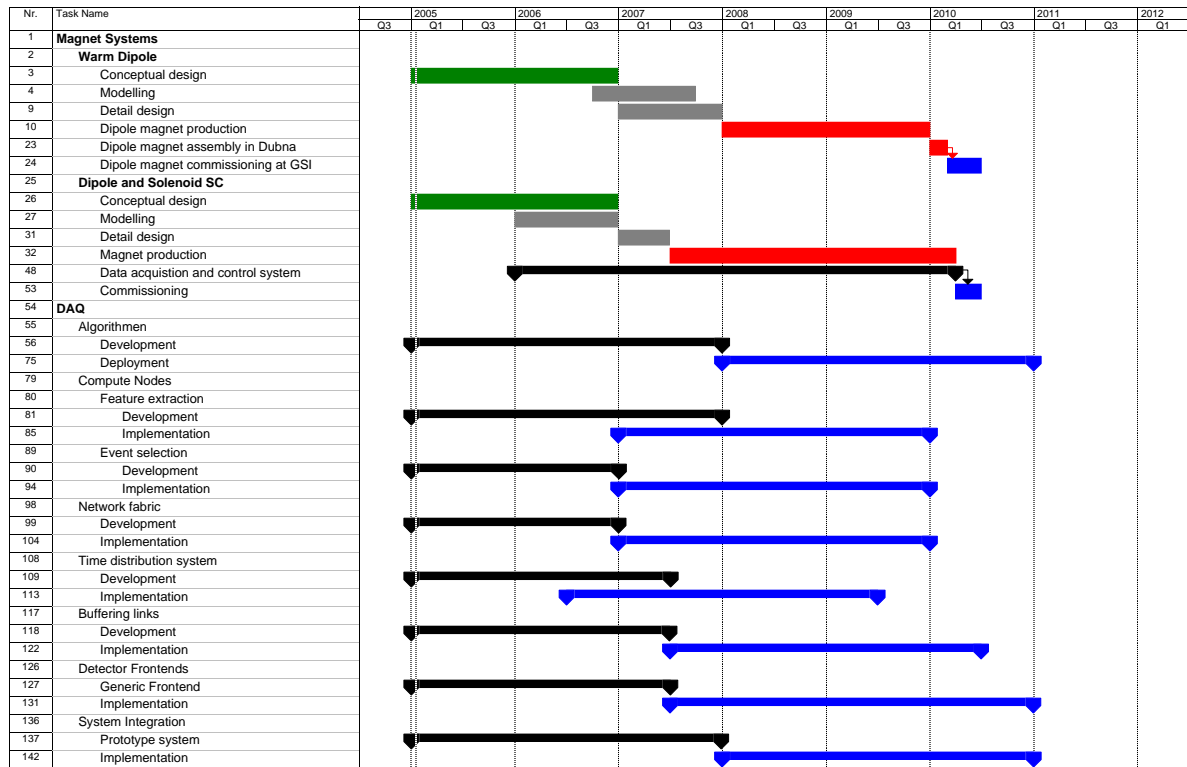 Nr. Task Name 2005 2006 2007 2008 2009 2010 2011 2012
Q3 Q1 Q3 Q1 Q3 Q1 Q3 Q1 Q3 Q1 Q3 Q1 Q3 Q1 Q3 Q1
1 Magnet Systems
2 Warm Dipole
3 Conceptual design
4 Modelling
9 Detail design
10 Dipole magnet production
23 Dipole magnet assembly in Dubna
24 Dipole magnet commissioning at GSI
25 Dipole and Solenoid SC
26 Conceptual design
27 Modelling
31 Detail design
32 Magnet production
48 Data acquistion and control system
53 Commissioning
54 DAQ
55 Algorithmen
56 Development
75 Deployment
79 Compute Nodes
80 Feature extraction
81 Development
85 Implementation
89 Event selection
90 Development
94 Implementation
98 Network fabric
99 Development
104 Implementation
108 Time distribution system
109 Development
113 Implementation
117 Buffering links
118 Development
122 Implementation
126 Detector Frontends
127 Generic Frontend
131 Implementation
136 System Integration
137 Prototype system
142 Implementation